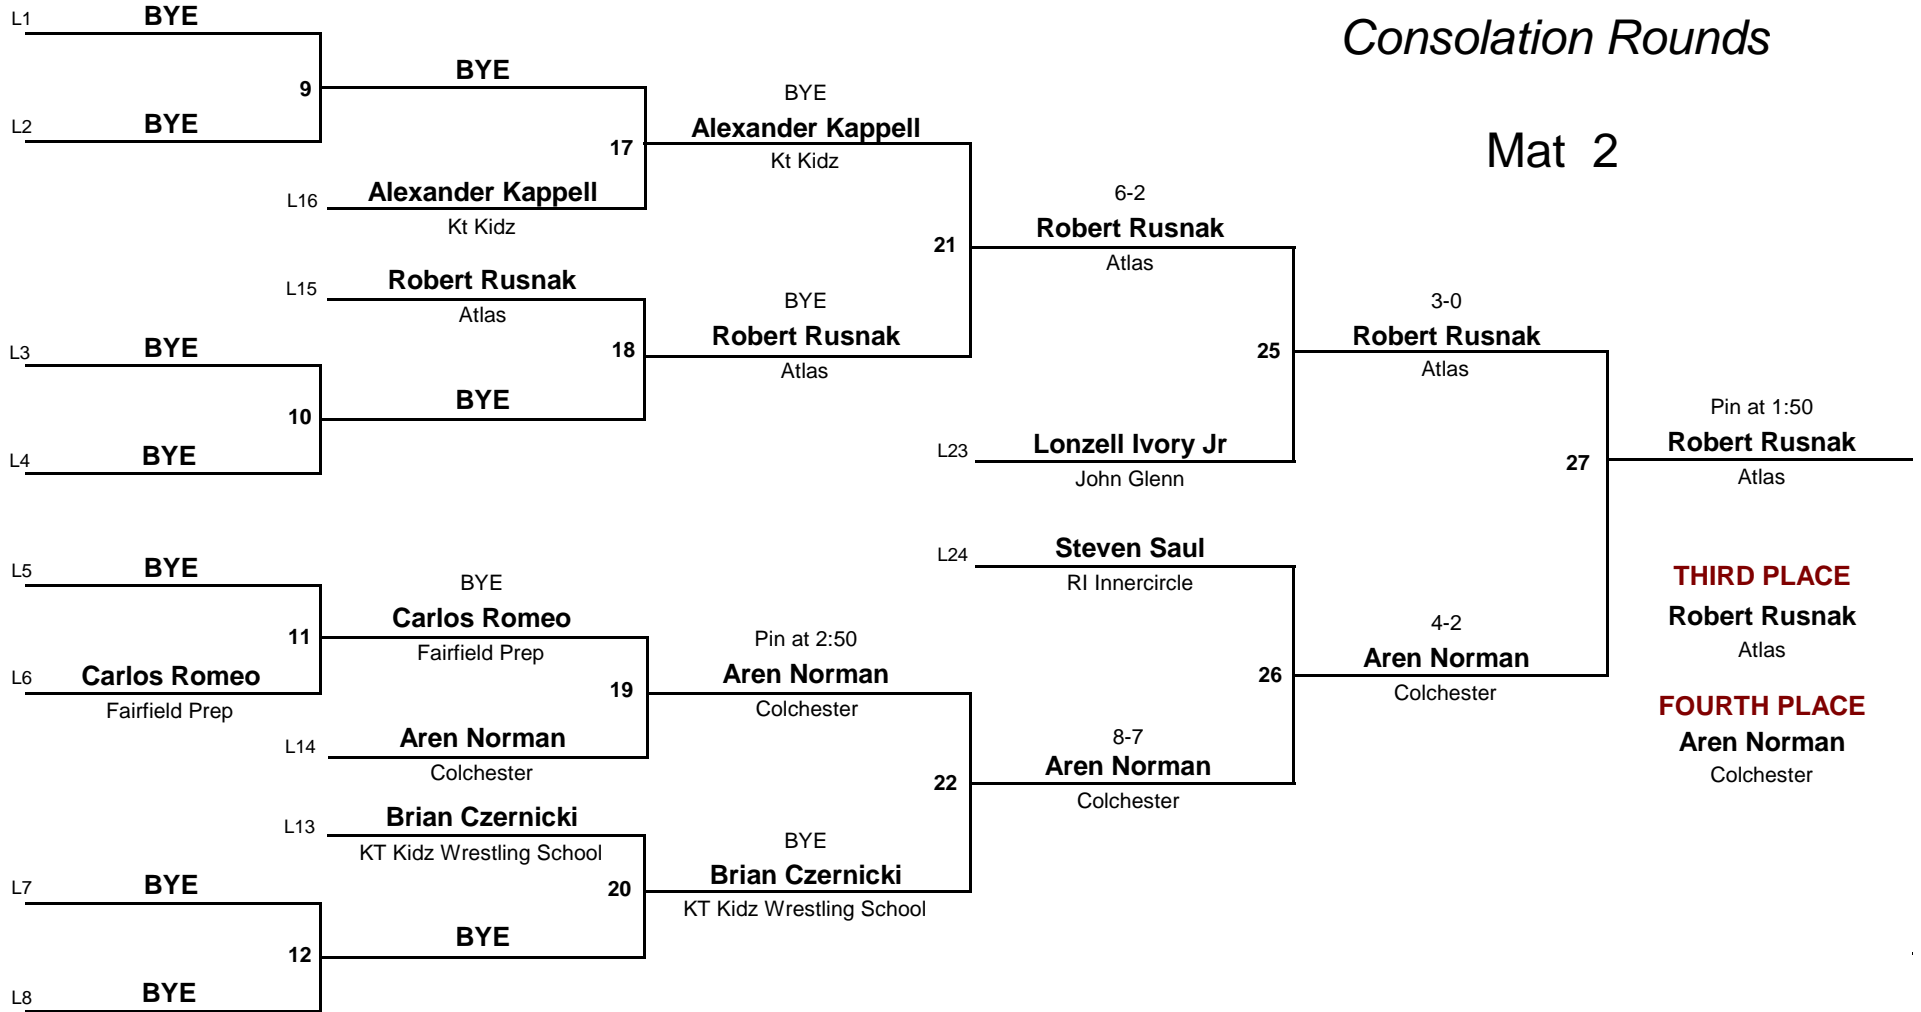 Consolation Rounds
Mat 2
L1 BYE
9
L2 BYE
BYE
17
L16 Alexander Kappell
Kt Kidz
BYE
Alexander Kappell
Kt Kidz
L15 Robert Rusnak
Atlas
18
L3 BYE
10
L4 BYE
BYE
BYE
Robert Rusnak
Atlas
21
6-2
Robert Rusnak
Atlas
25
L23 Lonzell Ivory Jr
John Glenn
3-0
Robert Rusnak
Atlas
27
Pin at 1:50
Robert Rusnak
Atlas
L5 BYE
11
L6 Carlos Romeo
Fairfield Prep
BYE
Carlos Romeo
Fairfield Prep
19
L14 Aren Norman
Colchester
Pin at 2:50
Aren Norman
Colchester
L13 Brian Czernicki
KT Kidz Wrestling School
20
L7 BYE
12
L8 BYE
BYE
BYE
Brian Czernicki
KT Kidz Wrestling School
22
L24 Steven Saul
RI Innercircle
26
8-7
Aren Norman
Colchester
4-2
Aren Norman
Colchester
THIRD PLACE
Robert Rusnak
Atlas
FOURTH PLACE
Aren Norman
Colchester